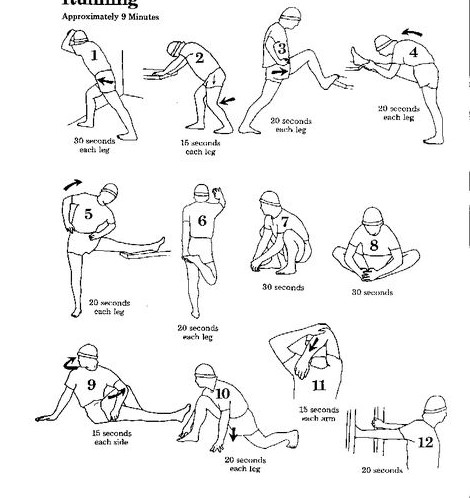 Running
Approximately 9 Minutes
1
30 seconds
each leg
2
15 seconds
each leg
3
20 seconds
each leg
4
20 seconds
each leg
5
20 seconds
each leg
6
20 seconds
each leg
7
30 seconds
8
30 seconds
9
15 seconds
each side
10
20 seconds
each leg
11
15 seconds
each arm
12
20 seconds